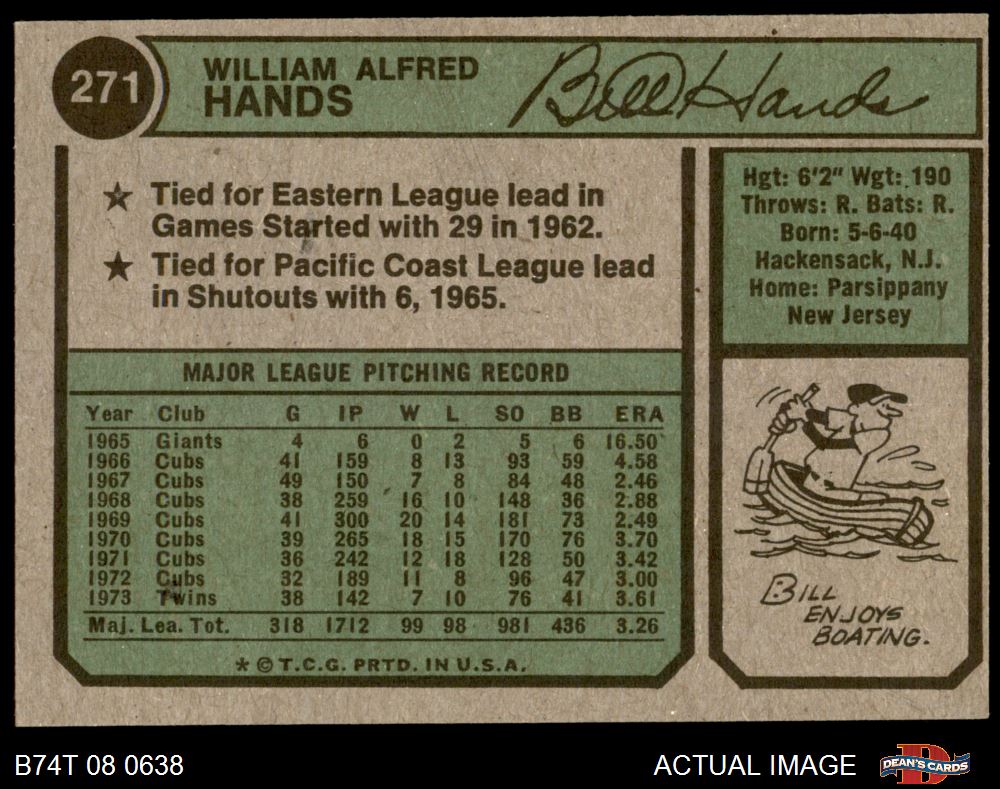 271
WILLIAM ALFRED
HANDS
Bill Hands
★ Tied for Eastern League lead in
Games Started with 29 in 1962.
★ Tied for Pacific Coast League lead
in Shutouts with 6, 1965.
Hgt: 6'2" Wgt: 190
Throws: R. Bats: R.
Born: 5-6-40
Hackensack, N.J.
Home: Parsippany
New Jersey
MAJOR LEAGUE PITCHING RECORD
Year Club G IP W L SO BB ERA
1965 Giants 4 6 0 2 5 6 16.50
1966 Cubs 41 159 8 13 93 59 4.58
1967 Cubs 49 150 7 8 84 48 2.46
1968 Cubs 38 259 16 10 148 36 2.88
1969 Cubs 41 300 20 14 181 73 2.49
1970 Cubs 39 265 18 15 170 76 3.70
1971 Cubs 36 242 12 18 128 50 3.42
1972 Cubs 32 189 11 8 96 47 3.00
1973 Twins 38 142 7 10 76 41 3.61
Maj. Lea. Tot. 318 1712 99 98 981 436 3.26
* © T.C.G. PRTD. IN U.S.A.
BILL
ENJOYS
BOATING.
B74T 08 0638
ACTUAL IMAGE
DEAN'S CARDS